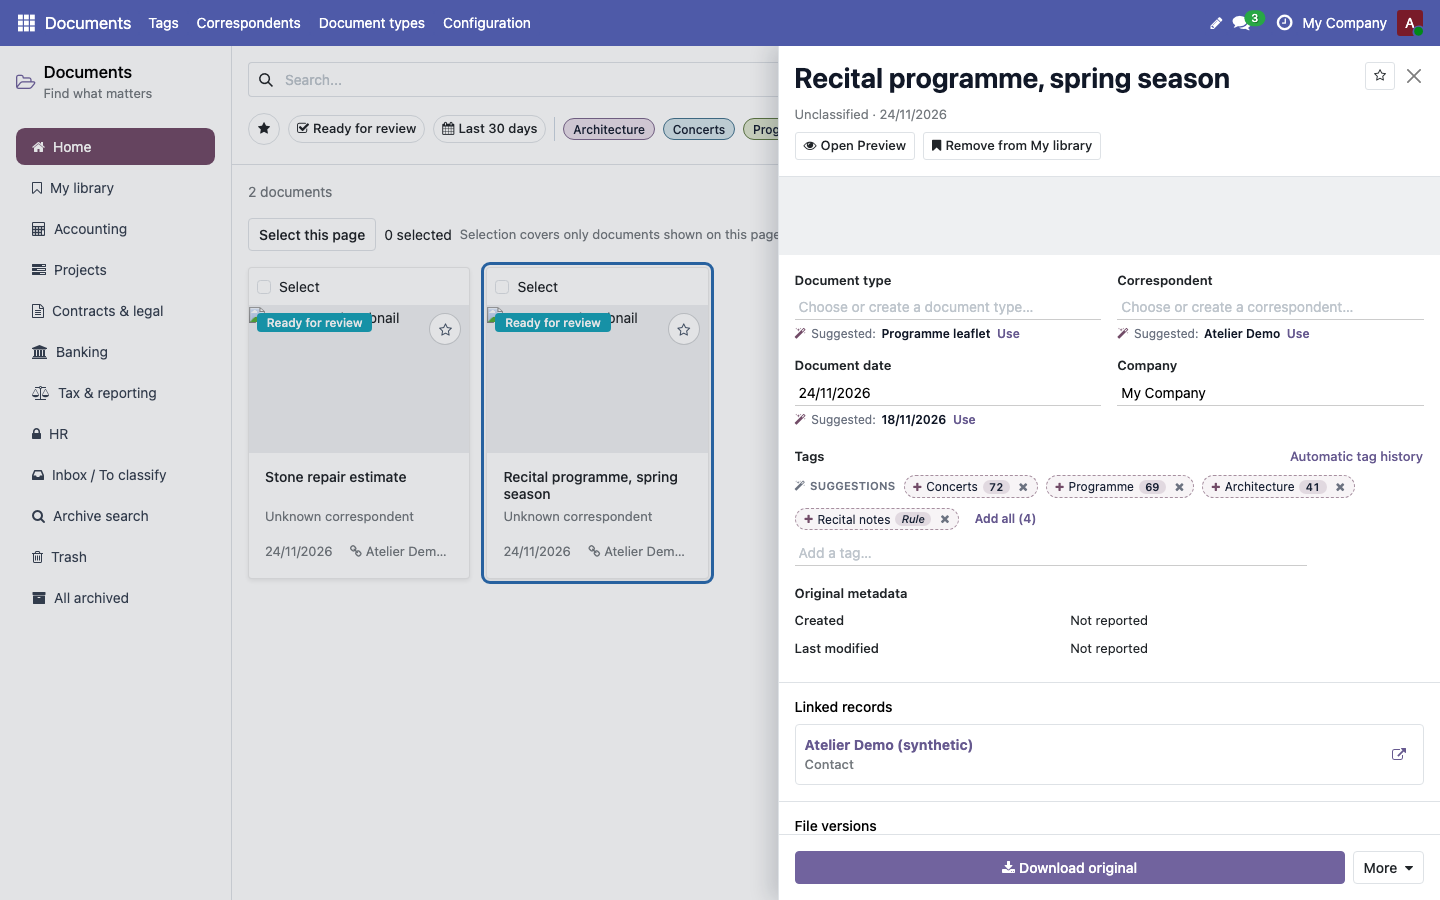 Documents Tags Correspondents Document types Configuration 3 My Company A
Documents
Find what matters
Home
My library
Accounting
Projects
Contracts & legal
Banking
Tax & reporting
HR
Inbox / To classify
Archive search
Trash
All archived
Search...
Ready for review Last 30 days Architecture Concerts
2 documents
Select this page 0 selected Selection covers only documents shown on this page
Select
Ready for review
Stone repair estimate
Unknown correspondent
24/11/2026 Atelier Dem...
Select
Ready for review
Recital programme, spring
season
Unknown correspondent
24/11/2026 Atelier Dem...
Recital programme, spring season
Unclassified · 24/11/2026
Open Preview Remove from My library
Document type Correspondent
Choose or create a document type... Choose or create a correspondent...
Suggested: Programme leaflet Use Suggested: Atelier Demo Use
Document date Company
24/11/2026 My Company
Suggested: 18/11/2026 Use
Tags Automatic tag history
SUGGESTIONS + Concerts 72 × + Programme 69 × + Architecture 41 ×
+ Recital notes Rule × Add all (4)
Add a tag...
Original metadata
Created Not reported
Last modified Not reported
Linked records
Atelier Demo (synthetic)
Contact
File versions
Download original More